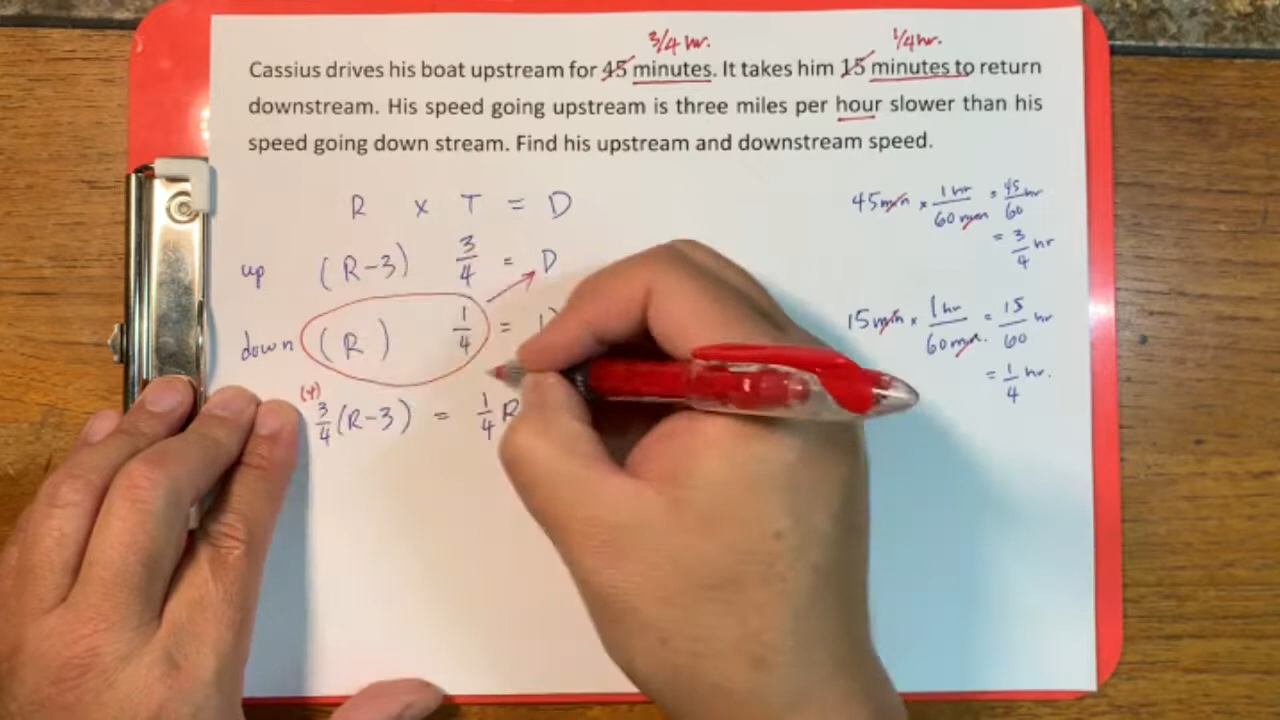 3/4 hr. 1/4 hr.
Cassius drives his boat upstream for 45 minutes. It takes him 15 minutes to return
downstream. His speed going upstream is three miles per hour slower than his
speed going down stream. Find his upstream and downstream speed.
R x T = D
up (R-3) 3/4 = D
down (R) 1/4 =
(4)
3/4 (R-3) = 1/4 R
45 min x 1 hr / 60 min = 45/60 hr
= 3/4 hr
15 min x 1 hr / 60 min. = 15/60 hr
= 1/4 hr.